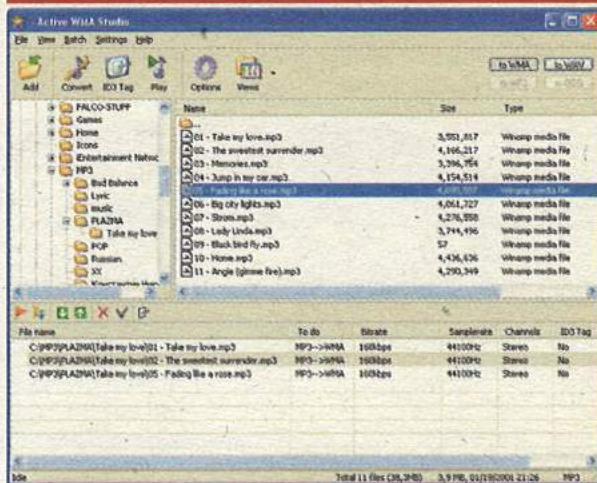 Active WMA Studio
File View Batch Settings Help
Add Convert ID3 Tag Play Options Views
to WMA to WAV
FALCO-STUFF
Games
Home
Icons
iEntertainment Networ
MP3
Bad Balance
Lyric
music
PLAZMA
Take my love
POP
Russian
XX
Name Size Type
...
01 - Take my love.mp3 3,551,817 Winamp media file
02 - The sweetest surrender.mp3 4,166,217 Winamp media file
03 - Memories.mp3 3,396,754 Winamp media file
04 - Jump in my car.mp3 4,154,514 Winamp media file
05 - Fading like a rose.mp3 Winamp media file
06 - Big city lights.mp3 4,061,727 Winamp media file
07 - Strom.mp3 4,276,558 Winamp media file
08 - Lady Linda.mp3 3,744,496 Winamp media file
09 - Black bird fly.mp3 57 Winamp media file
10 - Home.mp3 4,436,636 Winamp media file
11 - Angie (gimme fire).mp3 4,290,349 Winamp media file
File name To do Bitrate Samplerate Channels ID3 Tag
C:\MP3\PLAZMA\Take my love\01 - Take my love.mp3 MP3-->WMA 160kbps 44100Hz Stereo No
C:\MP3\PLAZMA\Take my love\02 - The sweetest surrender.mp3 MP3-->WMA 160kbps 44100Hz Stereo No
C:\MP3\PLAZMA\Take my love\05 - Fading like a rose.mp3 MP3-->WMA 160kbps 44100Hz Stereo No
Idle Total 11 files (38,3MB) 3,9 MB, 01/19/2001 21:26 MP3